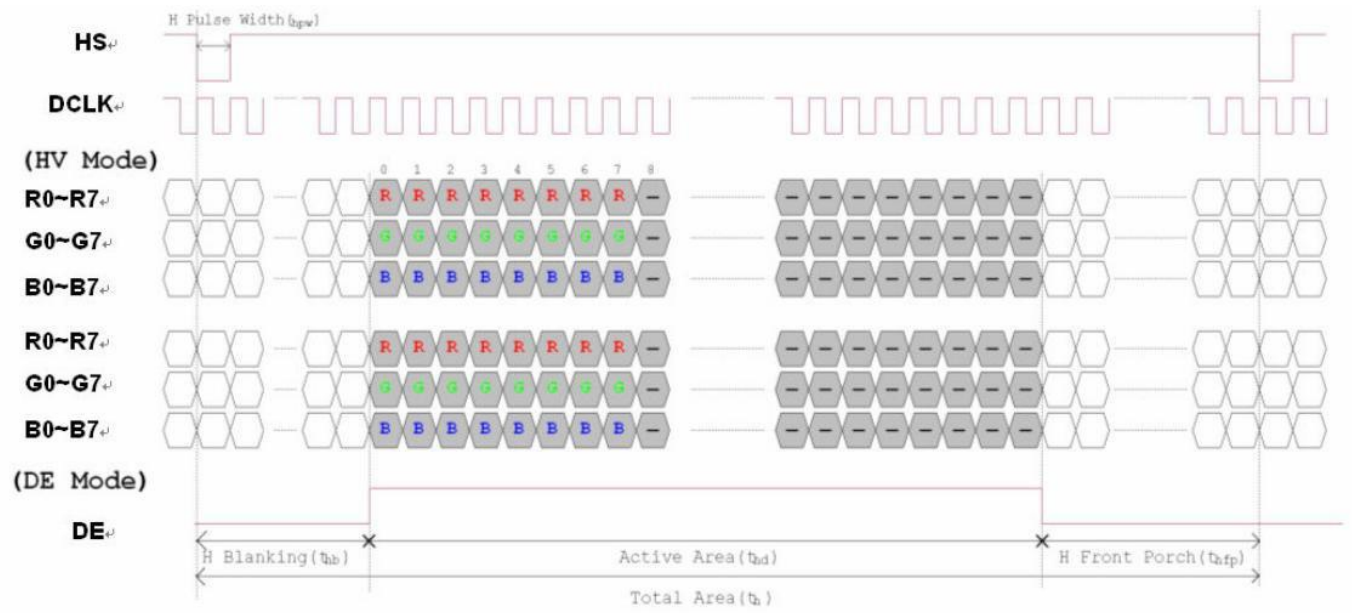 H Pulse Width(thpw)
HS
DCLK
(HV Mode)
0 1 2 3 4 5 6 7 8
R0~R7 R R R R R R R R – – – – – – – – –
G0~G7 G G G G G G G G – – – – – – – – –
B0~B7 B B B B B B B B – – – – – – – – –
R0~R7 R R R R R R R R – – – – – – – – –
G0~G7 G G G G G G G G – – – – – – – – –
B0~B7 B B B B B B B B – – – – – – – – –
(DE Mode)
DE
H Blanking(thb) Active Area(thd) H Front Porch(thfp)
Total Area(th)